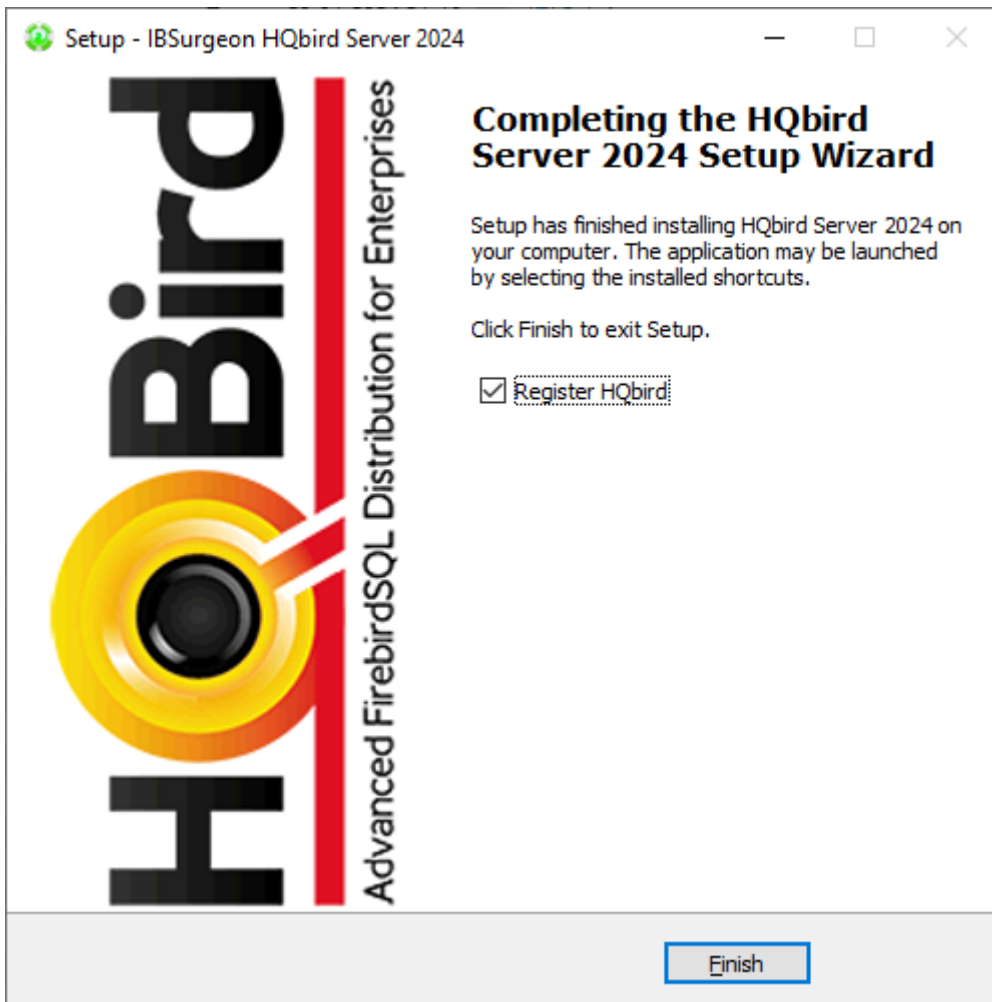 Setup - IBSurgeon HQbird Server 2024
HQBird
Advanced FirebirdSQL Distribution for Enterprises
Completing the HQbird
Server 2024 Setup Wizard
Setup has finished installing HQbird Server 2024 on
your computer. The application may be launched
by selecting the installed shortcuts.
Click Finish to exit Setup.
Register HQbird
Finish